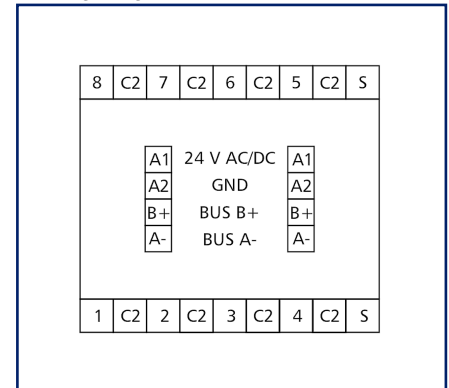 8 C2 7 C2 6 C2 5 C2 S
A1 24 V AC/DC A1
A2 GND A2
B+ BUS B+ B+
A- BUS A- A-
1 C2 2 C2 3 C2 4 C2 S